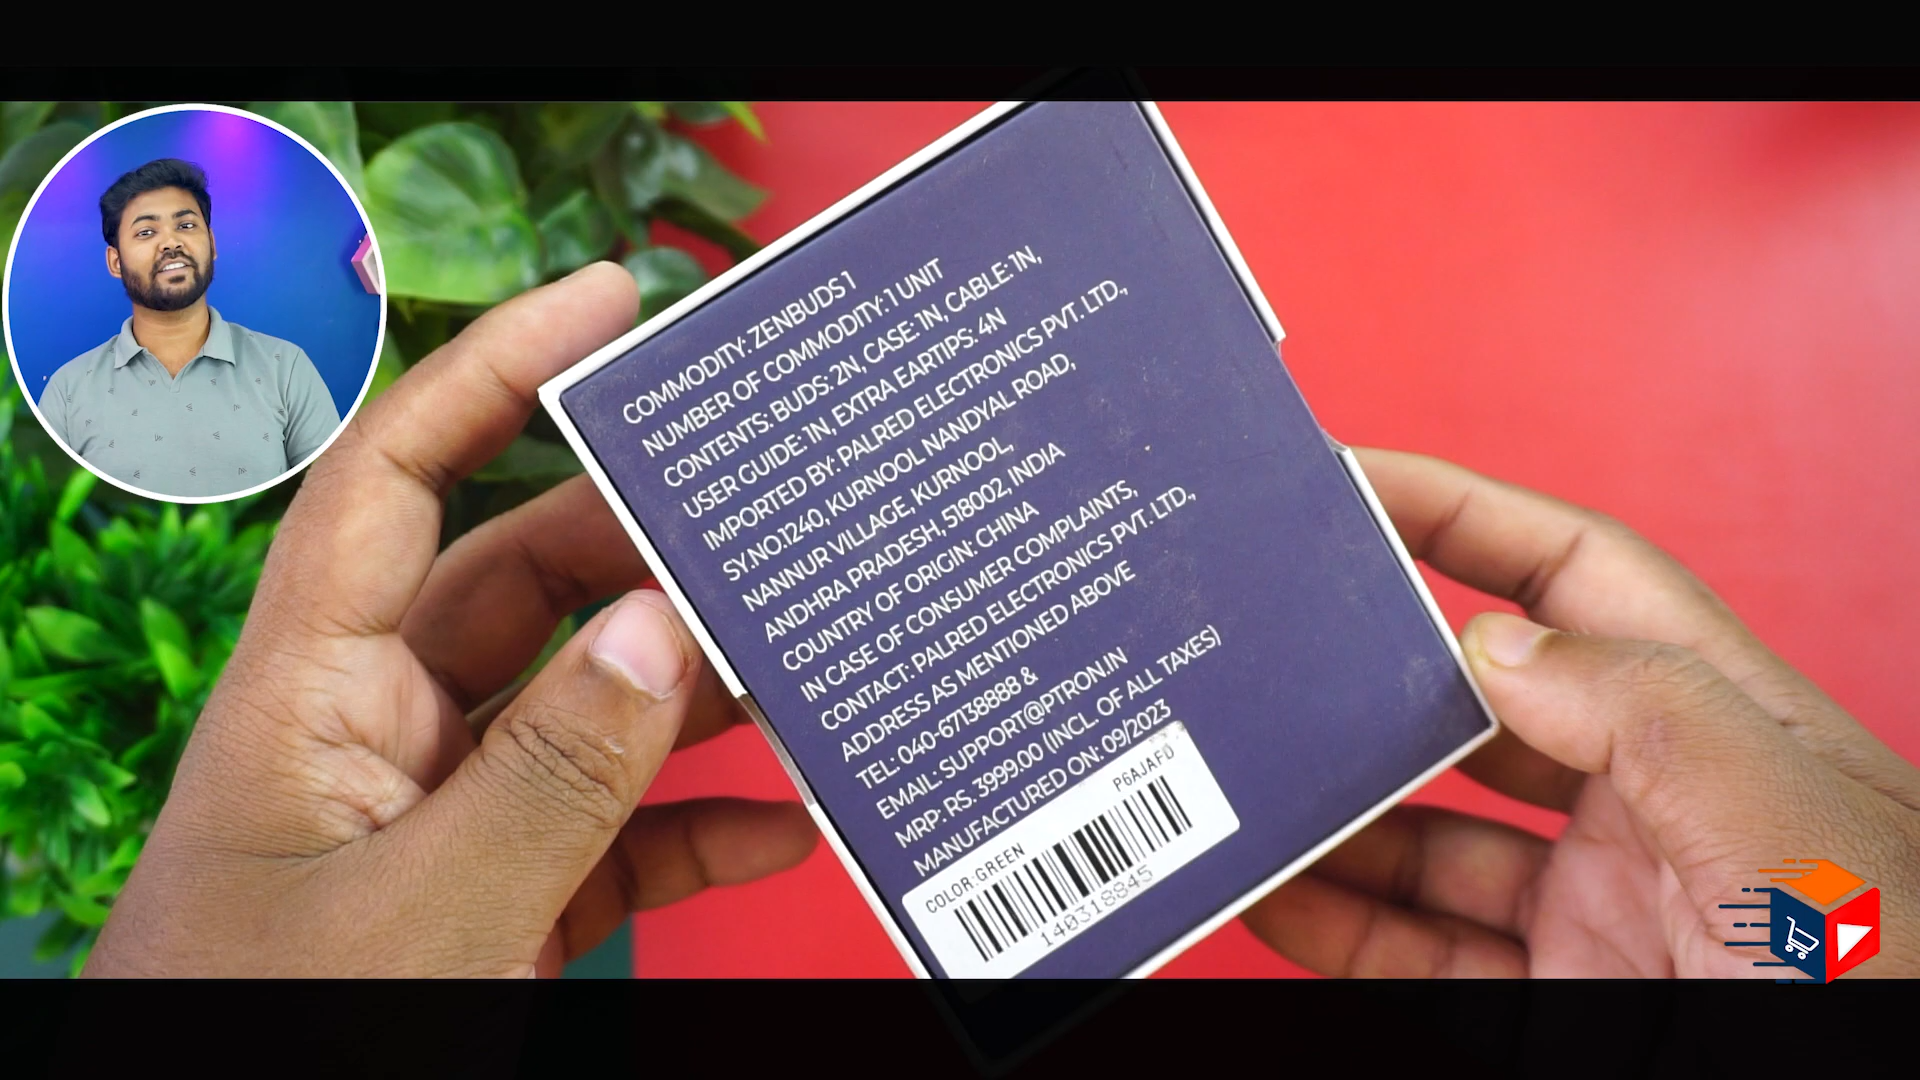 COMMODITY: ZENBUDS 1
NUMBER OF COMMODITY: 1 UNIT
CONTENTS: BUDS: 2N, CASE: 1N, CABLE: 1N,
USER GUIDE: 1N, EXTRA EARTIPS: 4N
IMPORTED BY: PALRED ELECTRONICS PVT. LTD.,
SY.NO.1240, KURNOOL NANDYAL ROAD,
NANNUR VILLAGE, KURNOOL,
ANDHRA PRADESH, 518002, INDIA
COUNTRY OF ORIGIN: CHINA
IN CASE OF CONSUMER COMPLAINTS,
CONTACT: PALRED ELECTRONICS PVT. LTD.,
ADDRESS AS MENTIONED ABOVE
TEL: 040-67138888 &
EMAIL: SUPPORT@PTRON.IN
MRP: RS. 3999.00 (INCL. OF ALL TAXES)
MANUFACTURED ON: 09/2023
COLOR:GREEN P6AJAFD
140318845